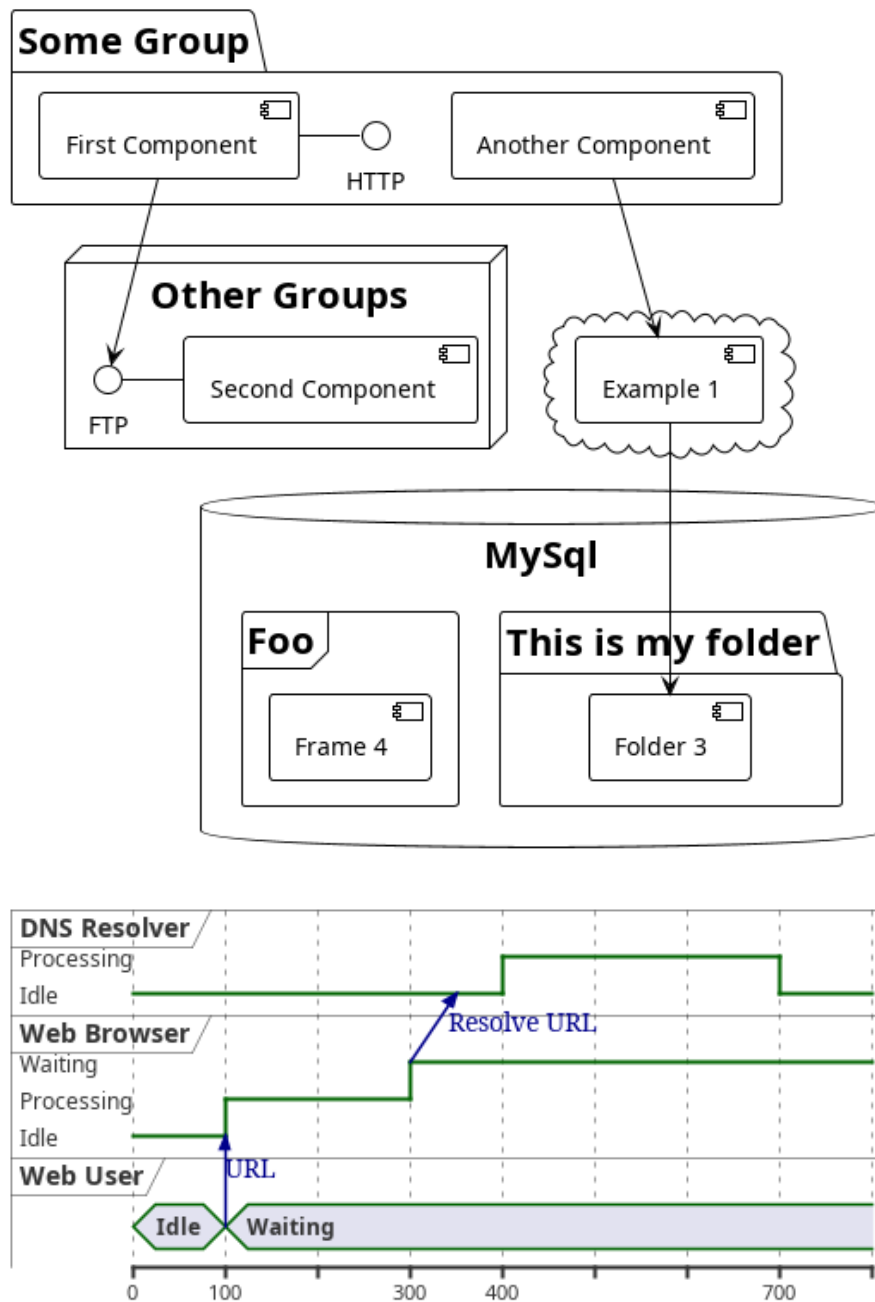 Some Group
First Component
HTTP
Another Component
Other Groups
FTP
Second Component
Example 1
MySql
Foo
This is my folder
Frame 4
Folder 3
DNS Resolver
Processing
Idle
Resolve URL
Web Browser
Waiting
Processing
Idle
URL
Web User
Idle
Waiting
0 100 300 400 700